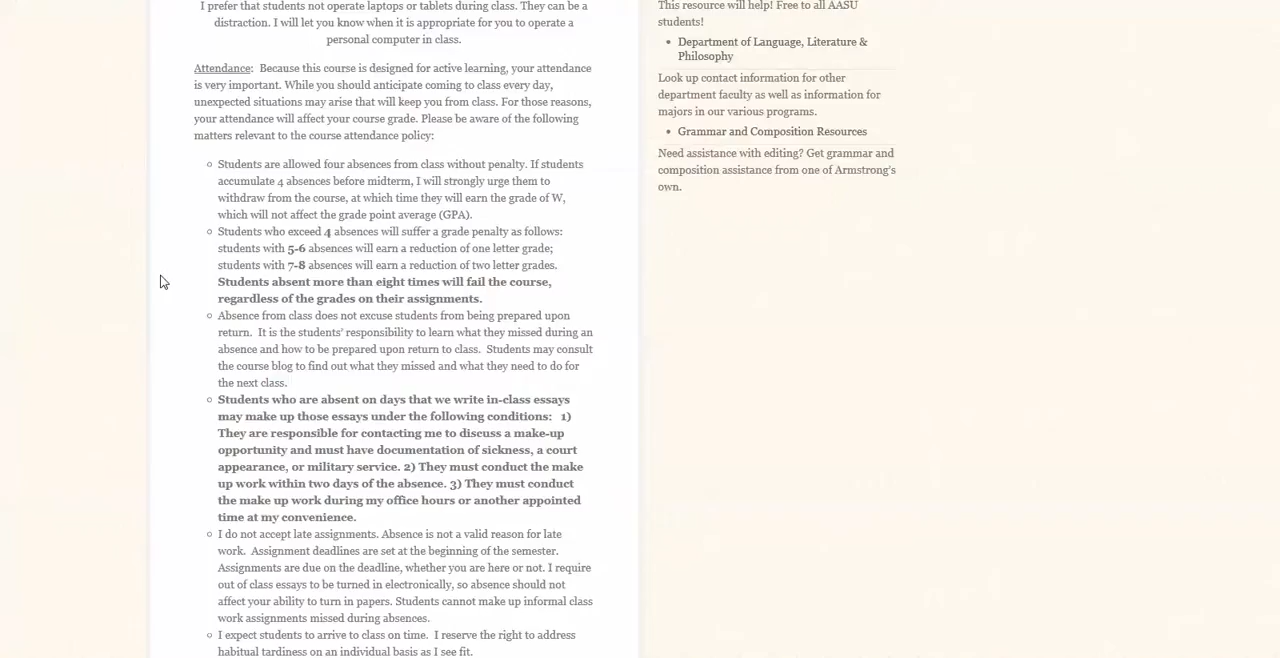 I prefer that students not operate laptops or tablets during class. They can be a
distraction. I will let you know when it is appropriate for you to operate a
personal computer in class.
Attendance:  Because this course is designed for active learning, your attendance
is very important. While you should anticipate coming to class every day,
unexpected situations may arise that will keep you from class. For those reasons,
your attendance will affect your course grade. Please be aware of the following
matters relevant to the course attendance policy:
Students are allowed four absences from class without penalty. If students
accumulate 4 absences before midterm, I will strongly urge them to
withdraw from the course, at which time they will earn the grade of W,
which will not affect the grade point average (GPA).
Students who exceed 4 absences will suffer a grade penalty as follows:
students with 5-6 absences will earn a reduction of one letter grade;
students with 7-8 absences will earn a reduction of two letter grades.
Students absent more than eight times will fail the course,
regardless of the grades on their assignments.
Absence from class does not excuse students from being prepared upon
return.  It is the students' responsibility to learn what they missed during an
absence and how to be prepared upon return to class.  Students may consult
the course blog to find out what they missed and what they need to do for
the next class.
Students who are absent on days that we write in-class essays
may make up those essays under the following conditions:   1)
They are responsible for contacting me to discuss a make-up
opportunity and must have documentation of sickness, a court
appearance, or military service. 2) They must conduct the make
up work within two days of the absence. 3) They must conduct
the make up work during my office hours or another appointed
time at my convenience.
I do not accept late assignments. Absence is not a valid reason for late
work.  Assignment deadlines are set at the beginning of the semester.
Assignments are due on the deadline, whether you are here or not. I require
out of class essays to be turned in electronically, so absence should not
affect your ability to turn in papers. Students cannot make up informal class
work assignments missed during absences.
I expect students to arrive to class on time.  I reserve the right to address
habitual tardiness on an individual basis as I see fit.
This resource will help! Free to all AASU
students!
Department of Language, Literature &
Philosophy
Look up contact information for other
department faculty as well as information for
majors in our various programs.
Grammar and Composition Resources
Need assistance with editing? Get grammar and
composition assistance from one of Armstrong's
own.